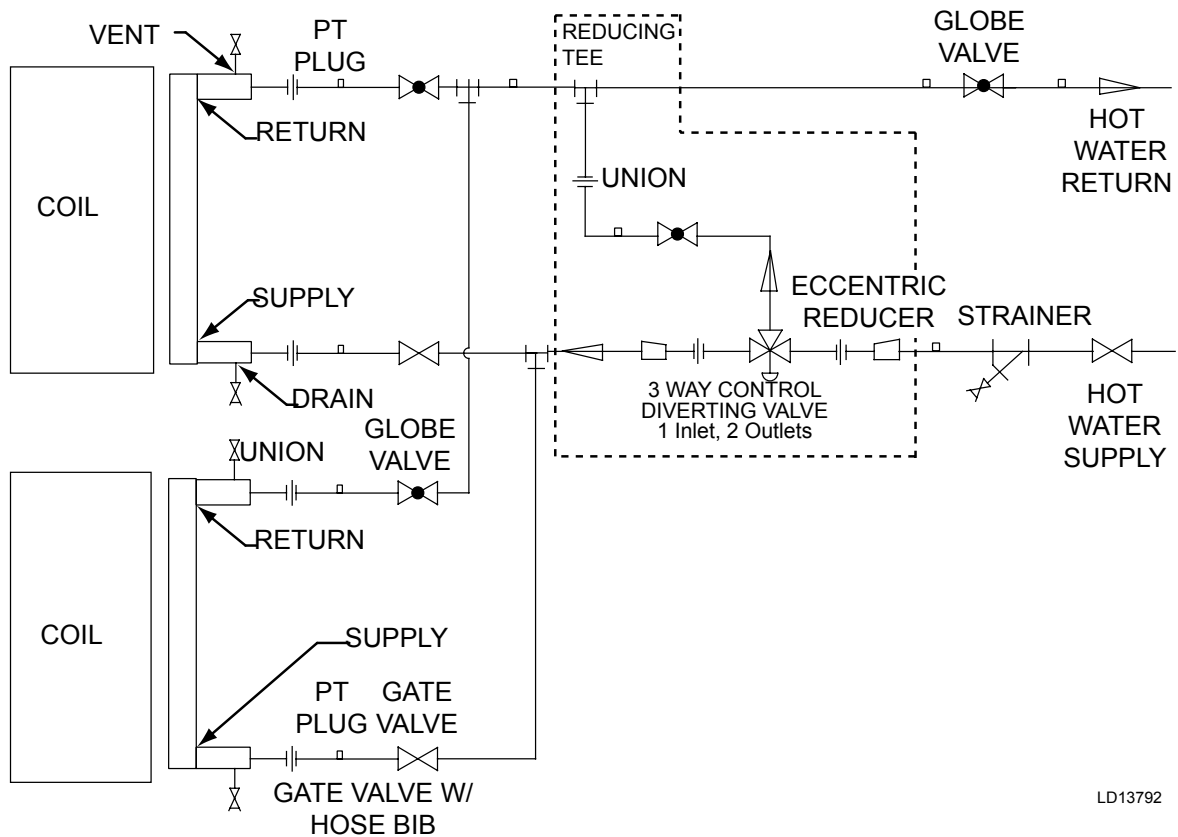 VENT
PT
PLUG
REDUCING
TEE
GLOBE
VALVE
RETURN
HOT
WATER
RETURN
COIL
UNION
SUPPLY
ECCENTRIC
REDUCER
STRAINER
DRAIN
3 WAY CONTROL
DIVERTING VALVE
1 Inlet, 2 Outlets
HOT
WATER
SUPPLY
UNION
GLOBE
VALVE
RETURN
COIL
SUPPLY
PT
PLUG
GATE
VALVE
GATE VALVE W/
HOSE BIB
LD13792